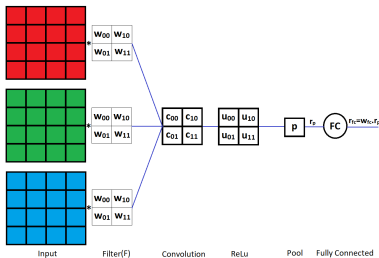 w00 w10
*
w01 w11
w00 w10
*
w01 w11
c00 c10
u00 u10
p
rp
FC
rfc=wfc.rp
c01 c11
u01 u11
w00 w10
*
w01 w11
Input
Filter(F)
Convolution
ReLu
Pool
Fully Connected